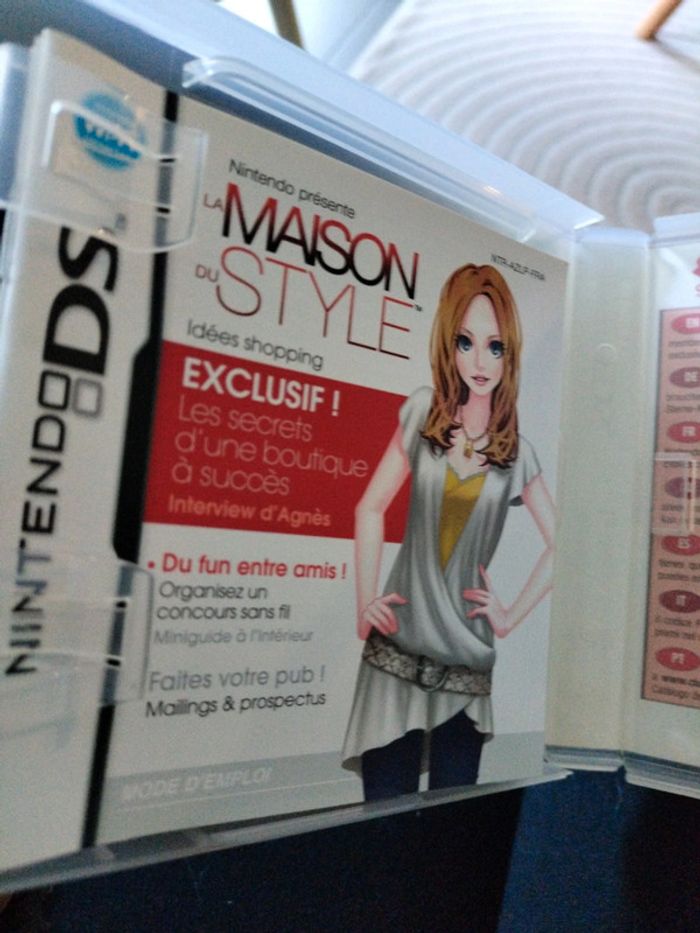 NINTENDO DS
Nintendo présente
LA MAISON
DU STYLE™
NTR-AZLP-FRA
Idées shopping
EXCLUSIF !
Les secrets
d'une boutique
à succès
Interview d'Agnès
• Du fun entre amis !
Organisez un
concours sans fil
Miniguide à l'intérieur
Faites votre pub !
Mailings & prospectus
MODE D'EMPLOI
EN
DE
FR
ES
IT
PT